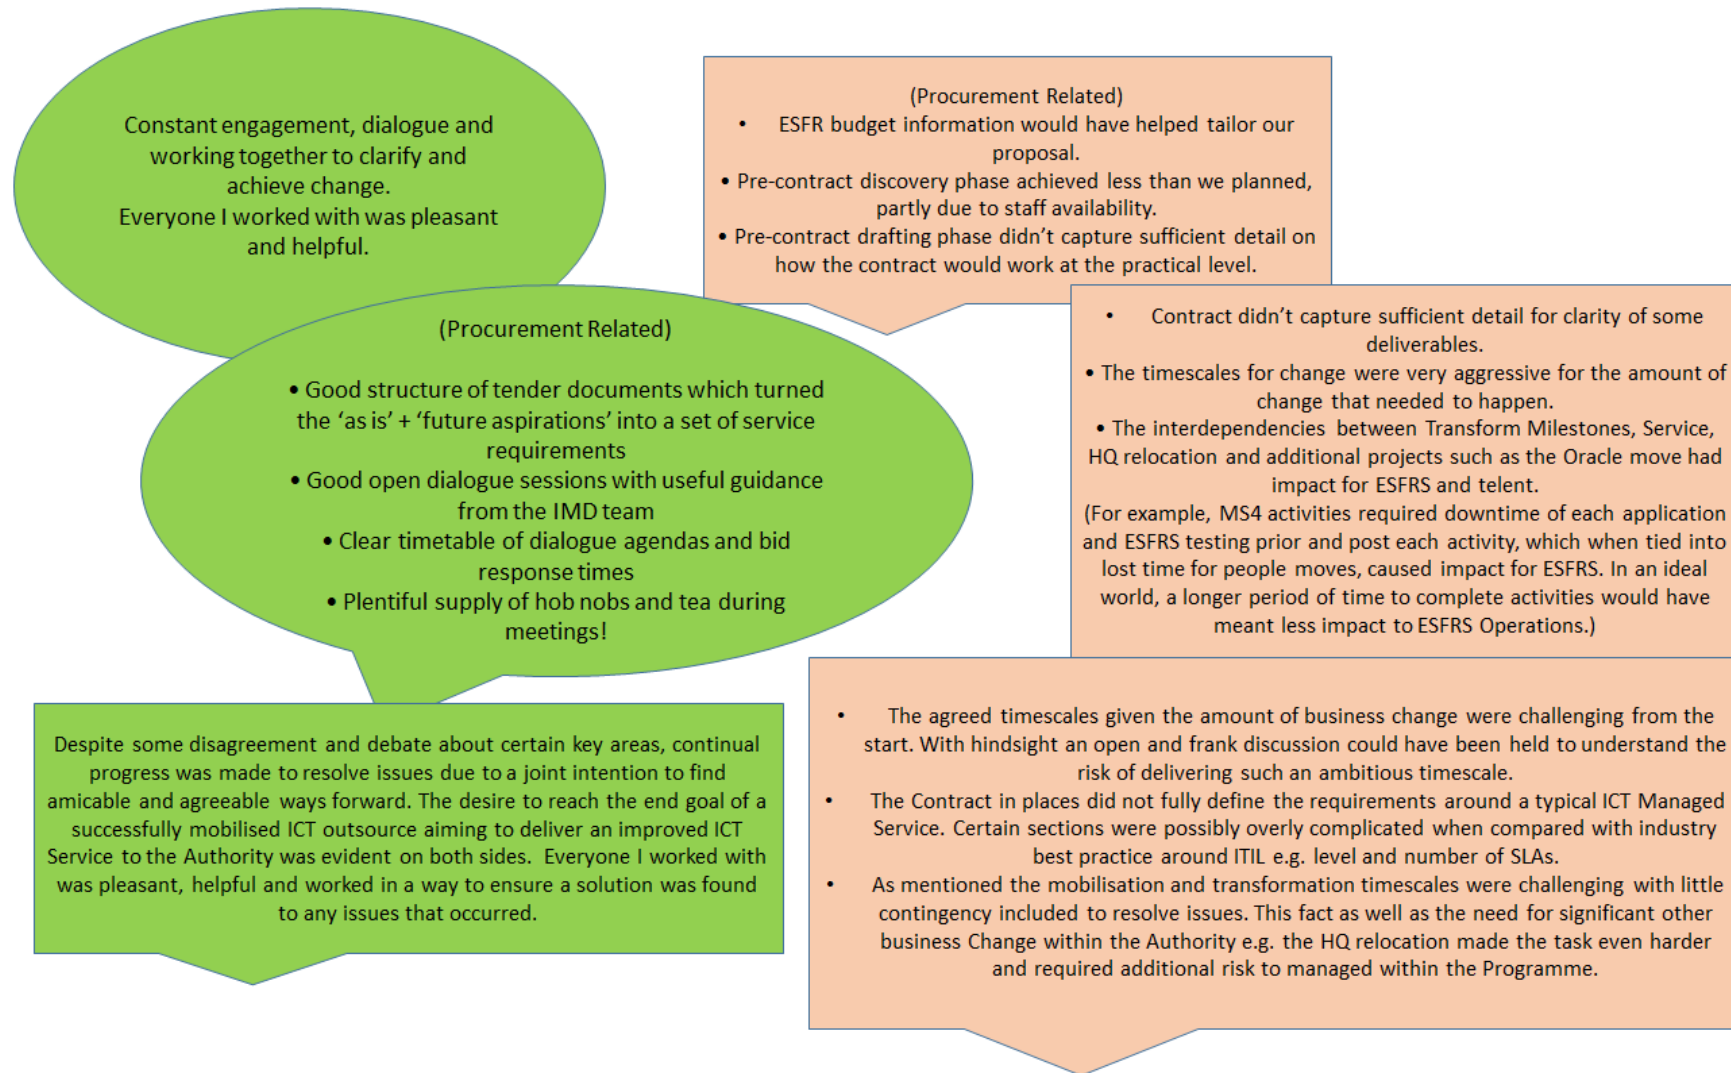 Constant engagement, dialogue and
working together to clarify and
achieve change.
Everyone I worked with was pleasant
and helpful.
(Procurement Related)
• ESFR budget information would have helped tailor our
proposal.
• Pre-contract discovery phase achieved less than we planned,
partly due to staff availability.
• Pre-contract drafting phase didn’t capture sufficient detail on
how the contract would work at the practical level.
(Procurement Related)
• Good structure of tender documents which turned
the ‘as is’ + ‘future aspirations’ into a set of service
requirements
• Good open dialogue sessions with useful guidance
from the IMD team
• Clear timetable of dialogue agendas and bid
response times
• Plentiful supply of hob nobs and tea during
meetings!
• Contract didn’t capture sufficient detail for clarity of some
deliverables.
• The timescales for change were very aggressive for the amount of
change that needed to happen.
• The interdependencies between Transform Milestones, Service,
HQ relocation and additional projects such as the Oracle move had
impact for ESFRS and telent.
(For example, MS4 activities required downtime of each application
and ESFRS testing prior and post each activity, which when tied into
lost time for people moves, caused impact for ESFRS. In an ideal
world, a longer period of time to complete activities would have
meant less impact to ESFRS Operations.)
Despite some disagreement and debate about certain key areas, continual
progress was made to resolve issues due to a joint intention to find
amicable and agreeable ways forward. The desire to reach the end goal of a
successfully mobilised ICT outsource aiming to deliver an improved ICT
Service to the Authority was evident on both sides. Everyone I worked with
was pleasant, helpful and worked in a way to ensure a solution was found
to any issues that occurred.
• The agreed timescales given the amount of business change were challenging from the
start. With hindsight an open and frank discussion could have been held to understand the
risk of delivering such an ambitious timescale.
• The Contract in places did not fully define the requirements around a typical ICT Managed
Service. Certain sections were possibly overly complicated when compared with industry
best practice around ITIL e.g. level and number of SLAs.
• As mentioned the mobilisation and transformation timescales were challenging with little
contingency included to resolve issues. This fact as well as the need for significant other
business Change within the Authority e.g. the HQ relocation made the task even harder
and required additional risk to managed within the Programme.